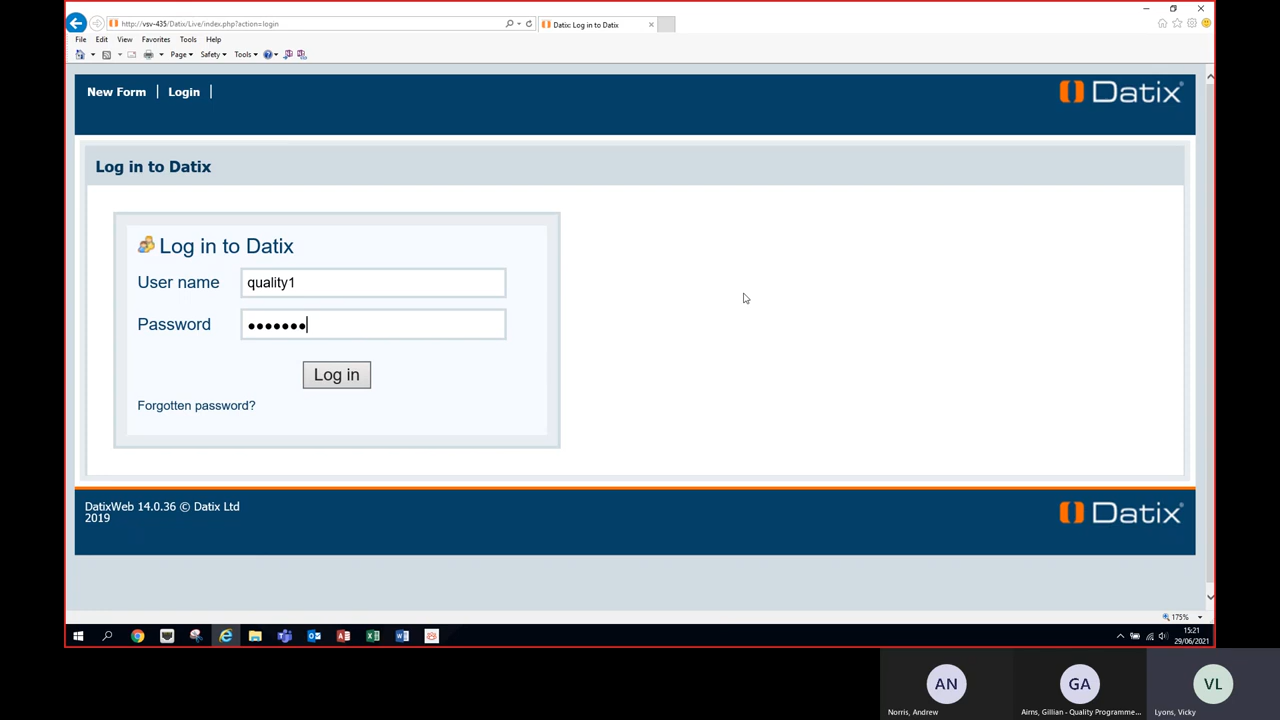 http://vsv-435/Datix/Live/index.php?action=login
Datix: Log in to Datix
File Edit View Favorites Tools Help
Page Safety Tools
New Form | Login |
Datix
Log in to Datix
Log in to Datix
User name quality1
Password •••••••
Log in
Forgotten password?
DatixWeb 14.0.36 © Datix Ltd
2019
Datix
175%
15:21
29/06/2021
AN GA VL
Norris, Andrew Airns, Gillian - Quality Programme... Lyons, Vicky